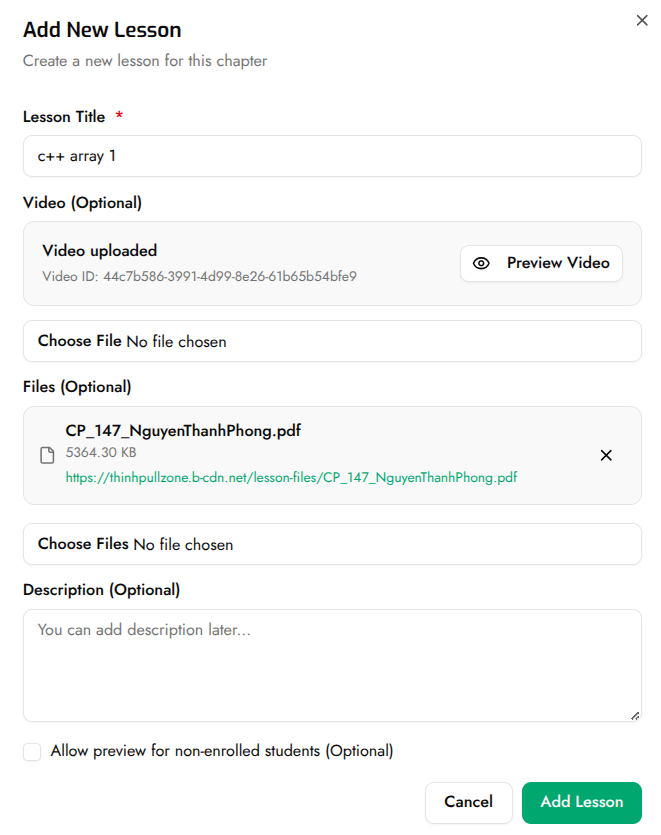 Add New Lesson
Create a new lesson for this chapter
Lesson Title *
c++ array 1
Video (Optional)
Video uploaded
Video ID: 44c7b586-3991-4d99-8e26-61b65b54bfe9
Preview Video
Choose File No file chosen
Files (Optional)
CP_147_NguyenThanhPhong.pdf
5364.30 KB
https://thinhpullzone.b-cdn.net/lesson-files/CP_147_NguyenThanhPhong.pdf
Choose Files No file chosen
Description (Optional)
You can add description later...
Allow preview for non-enrolled students (Optional)
Cancel
Add Lesson